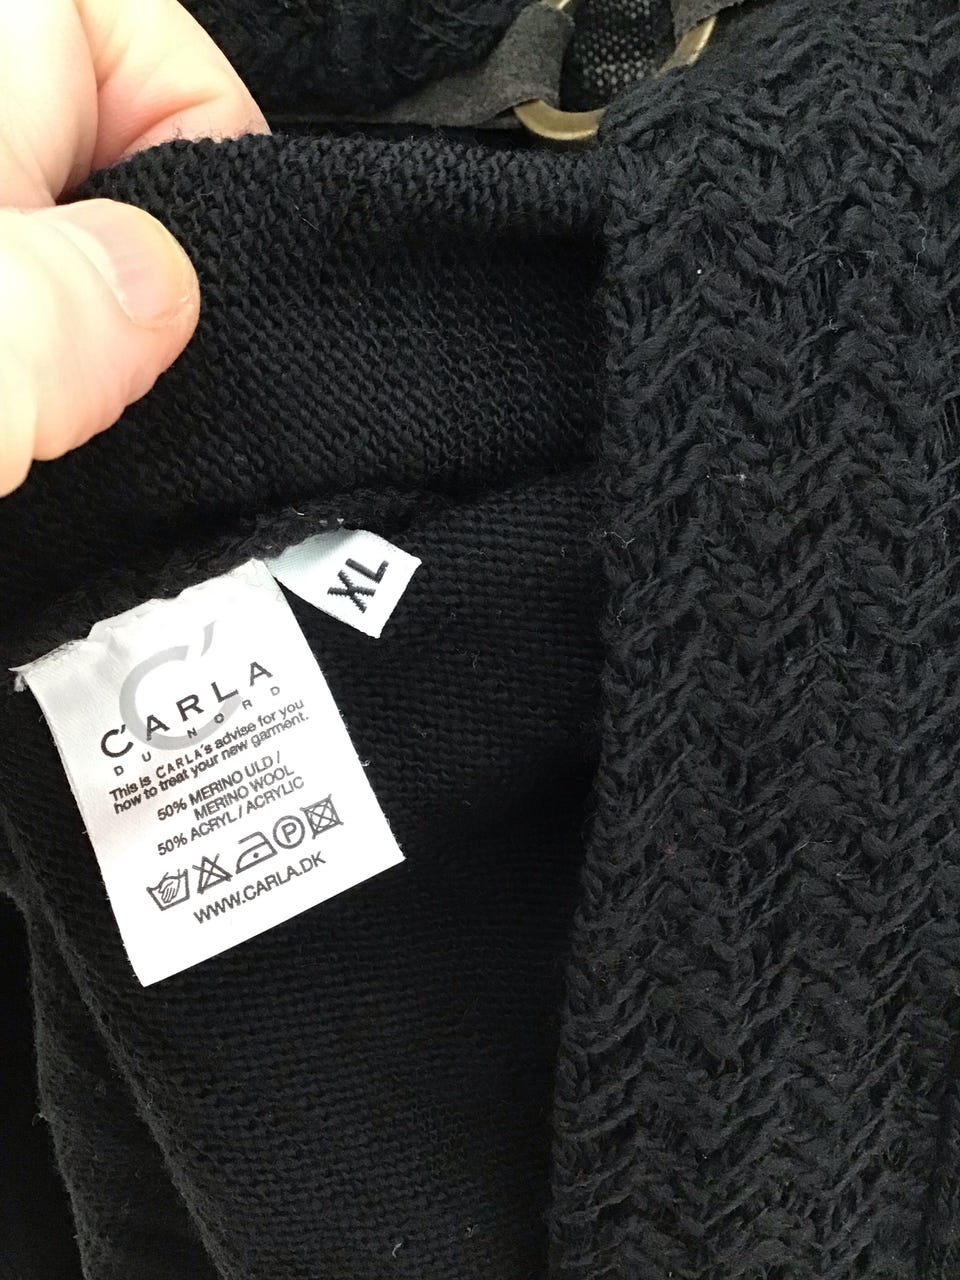 XL
C'ARLA
DU NORD
This is CARLA's advise for you
how to treat your new garment.
50% MERINO ULD /
MERINO WOOL
50% ACRYL / ACRYLIC
P
WWW.CARLA.DK